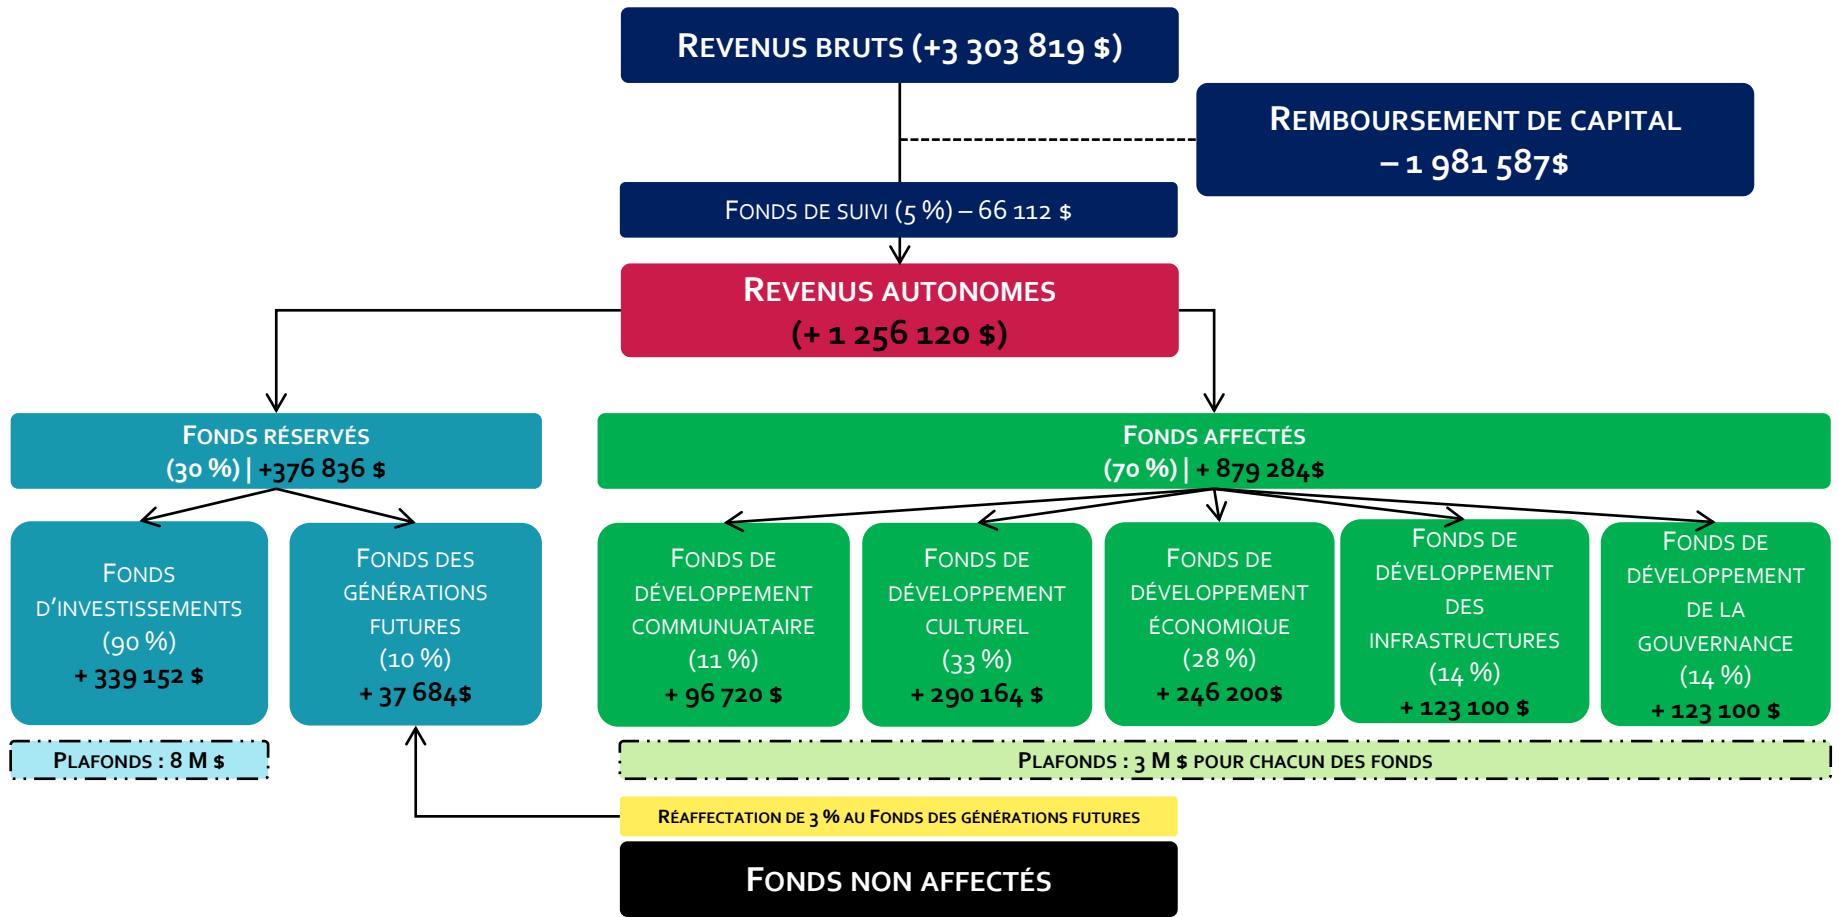 Revenus bruts (+3 303 819 $)
Remboursement de capital
– 1 981 587$
Fonds de suivi (5 %) – 66 112 $
Revenus autonomes
(+ 1 256 120 $)
Fonds réservés
(30 %) | +376 836 $
Fonds affectés
(70 %) | + 879 284$
Fonds
d'investissements
(90 %)
+ 339 152 $
Fonds des
générations
futures
(10 %)
+ 37 684$
Fonds de
développement
communuataire
(11 %)
+ 96 720 $
Fonds de
développement
culturel
(33 %)
+ 290 164 $
Fonds de
développement
économique
(28 %)
+ 246 200$
Fonds de
développement
des
infrastructures
(14 %)
+ 123 100 $
Fonds de
développement
de la
gouvernance
(14 %)
+ 123 100 $
Plafonds : 8 M $
Plafonds : 3 M $ pour chacun des fonds
Réaffectation de 3 % au Fonds des générations futures
Fonds non affectés